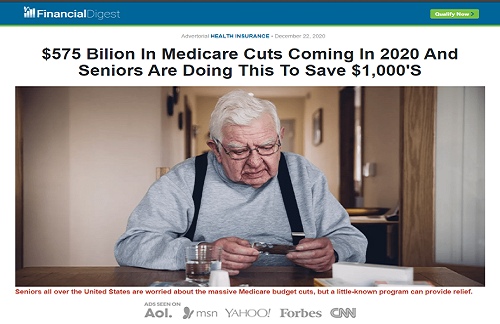 FinancialDigest
Qualify Now >
Advertorial HEALTH INSURANCE • December 22, 2020
$575 Bilion In Medicare Cuts Coming In 2020 And
Seniors Are Doing This To Save $1,000'S
Seniors all over the United States are worried about the massive Medicare budget cuts, but a little-known program can provide relief.
ADS SEEN ON
Aol. msn YAHOO! Forbes CNN